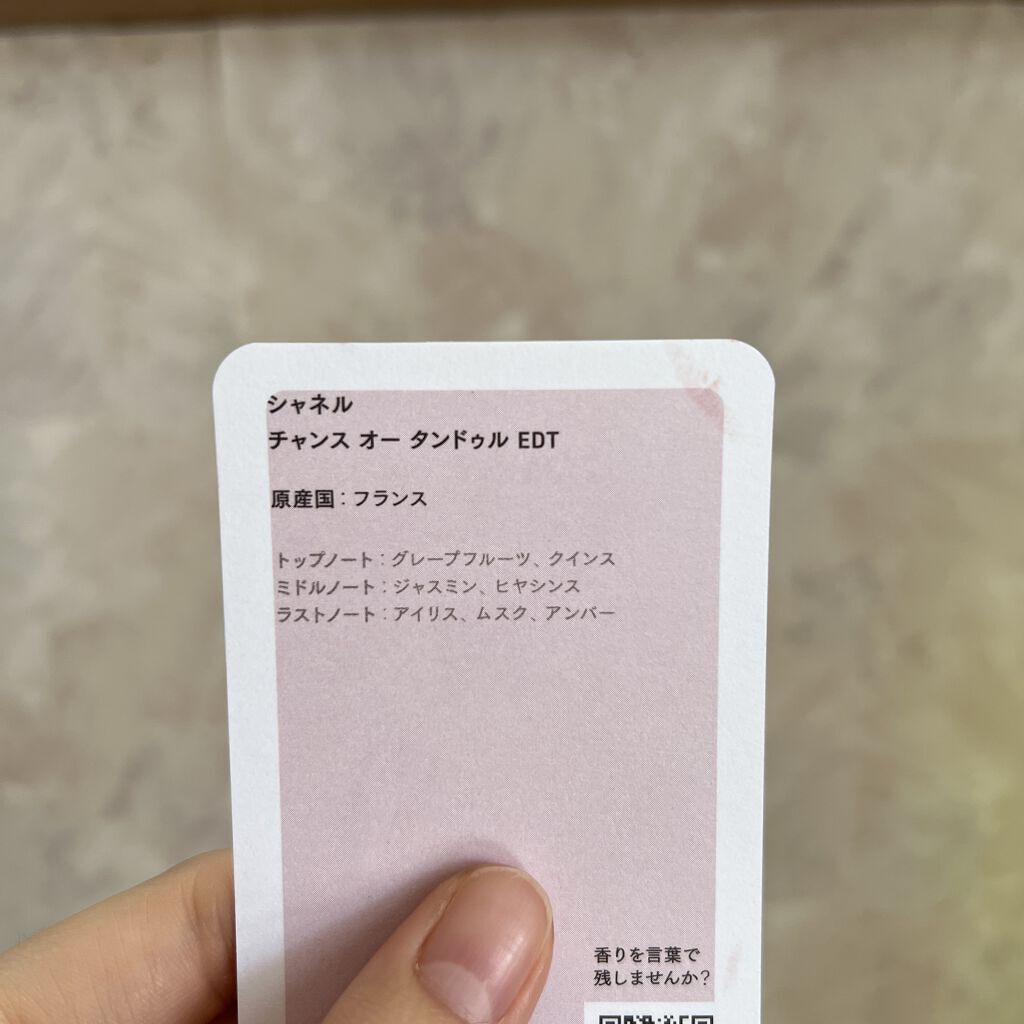 シャネル
チャンス オー タンドゥル EDT
原産国：フランス
トップノート：グレープフルーツ、クインス
ミドルノート：ジャスミン、ヒヤシンス
ラストノート：アイリス、ムスク、アンバー
香りを言葉で
残しませんか？